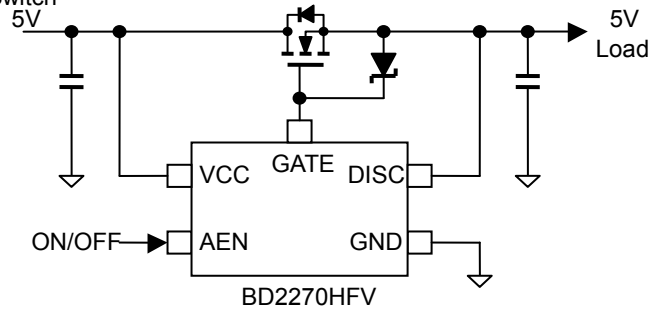 5V
5V
Load
GATE
VCC
DISC
ON/OFF
AEN
GND
BD2270HFV